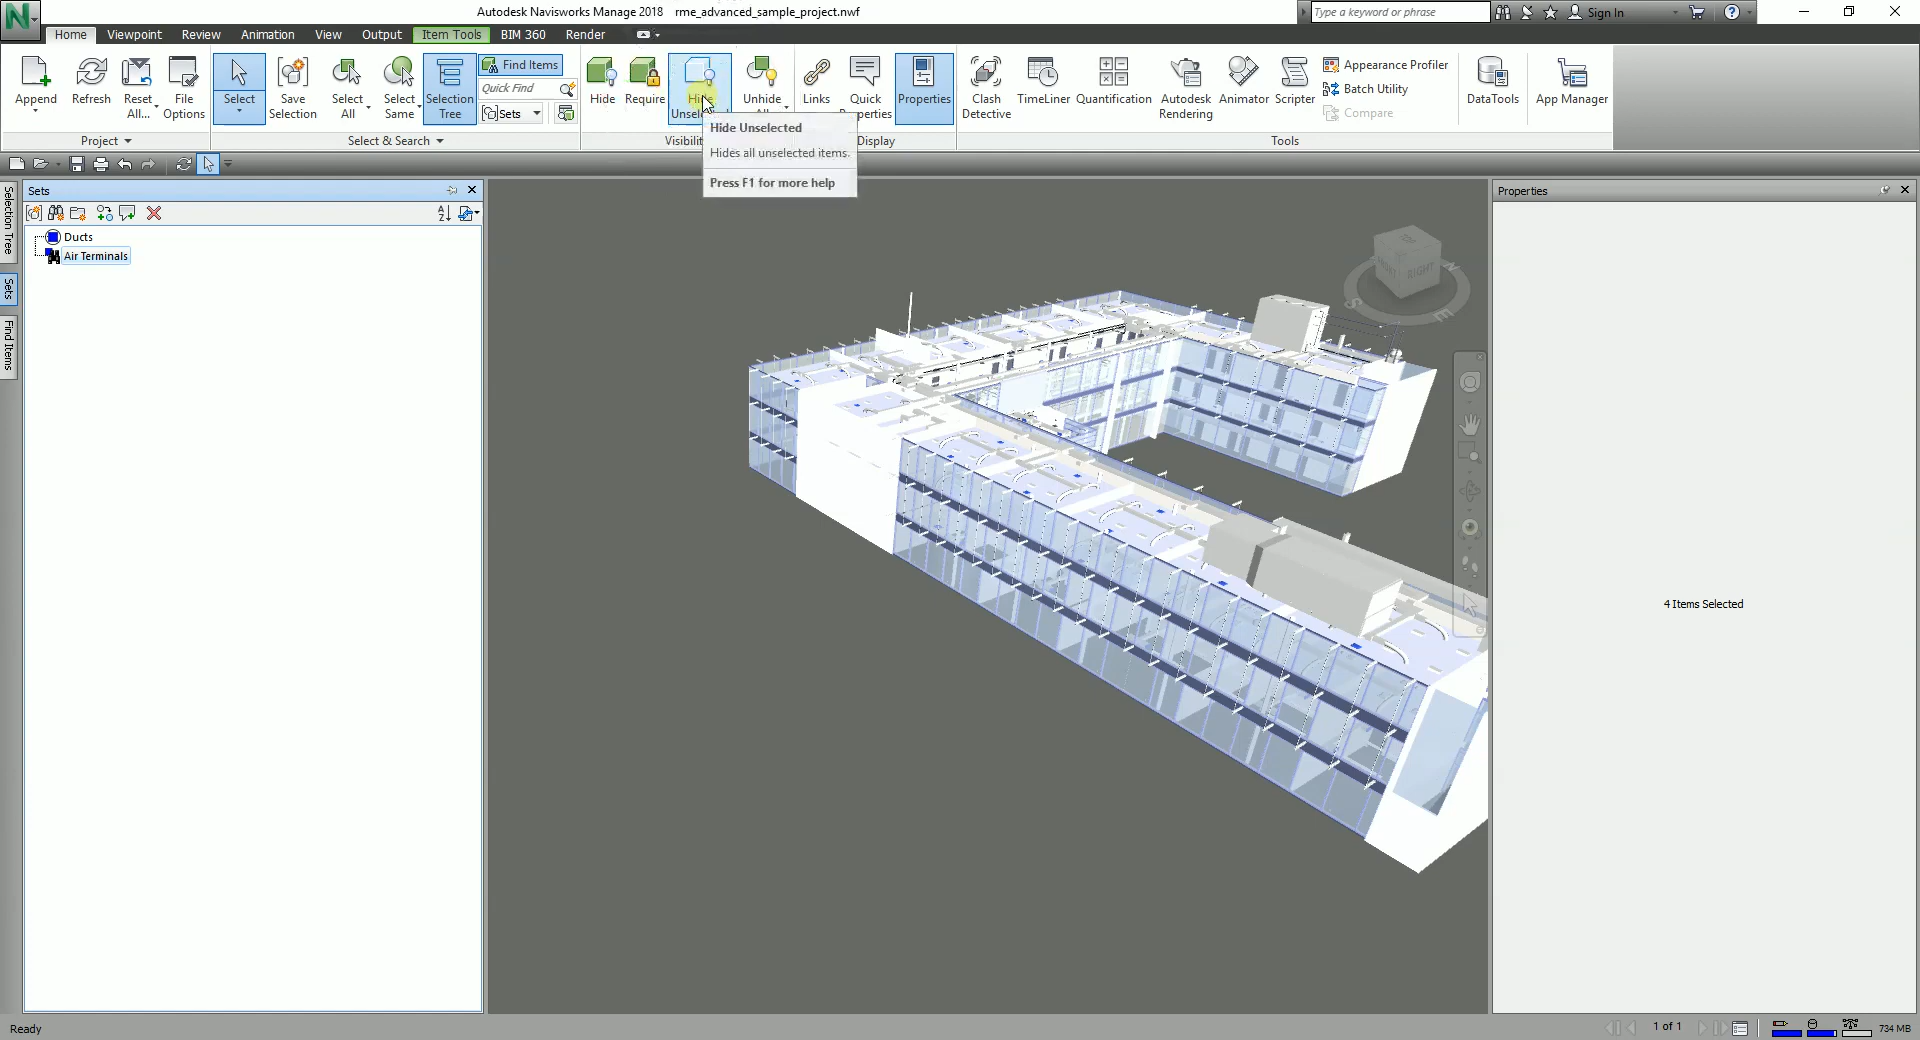 Autodesk Navisworks Manage 2018 rme_advanced_sample_project.nwf
Type a keyword or phrase
Sign In
Home Viewpoint Review Animation View Output Item Tools BIM 360 Render
Append
Refresh
Reset All...
File Options
Project
Select
Save Selection
Select All
Select Same
Selection Tree
Find Items
Quick Find
Sets
Select & Search
Hide
Require
Unhide
Links
Quick
Properties
Display
Clash Detective
TimeLiner
Quantification
Autodesk Rendering
Animator
Scripter
Appearance Profiler
Batch Utility
Compare
Tools
DataTools
App Manager
Hide Unselected
Hides all unselected items.
Press F1 for more help
Sets
Ducts
Air Terminals
Selection Tree
Sets
Find Items
RIGHT
Properties
4 Items Selected
Ready
1 of 1
734 MB